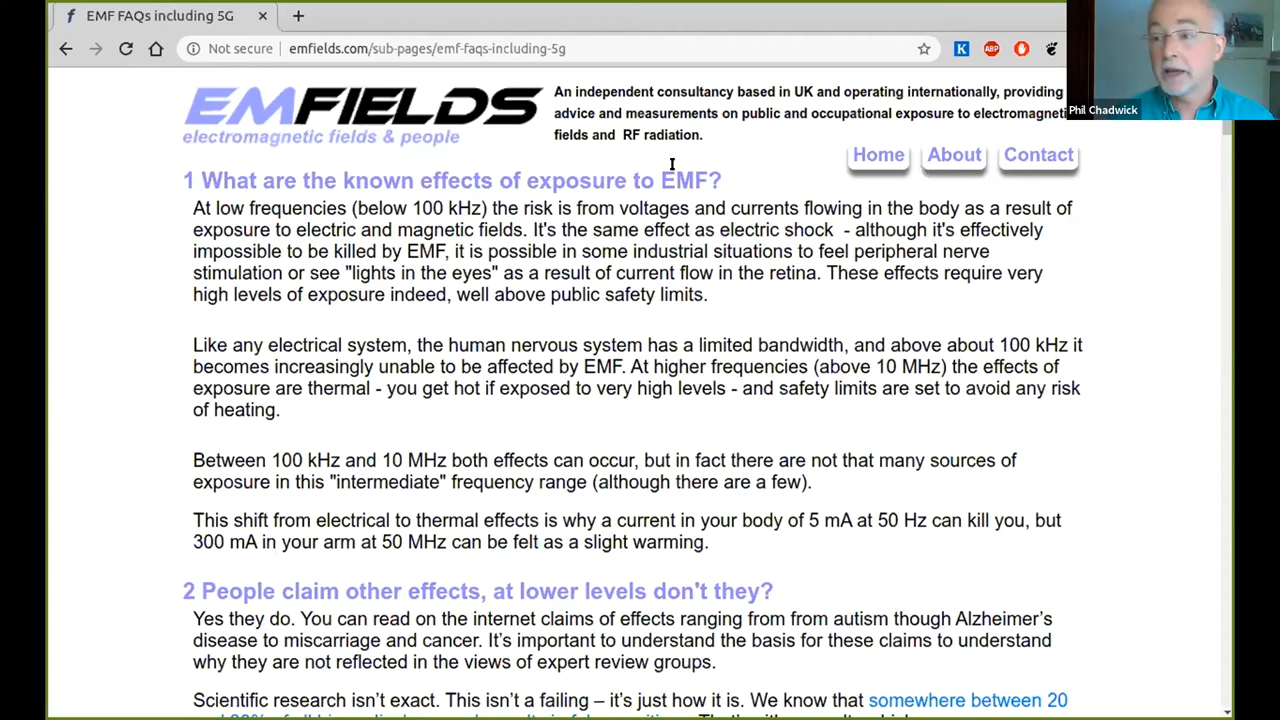 EMF FAQs including 5G
Not secure emfields.com/sub-pages/emf-faqs-including-5g
K ABP
Phil Chadwick
EMFIELDS
electromagnetic fields & people
An independent consultancy based in UK and operating internationally, providing
advice and measurements on public and occupational exposure to electromagneti
fields and RF radiation.
Home About Contact
1 What are the known effects of exposure to EMF?
At low frequencies (below 100 kHz) the risk is from voltages and currents flowing in the body as a result of
exposure to electric and magnetic fields. It's the same effect as electric shock - although it's effectively
impossible to be killed by EMF, it is possible in some industrial situations to feel peripheral nerve
stimulation or see "lights in the eyes" as a result of current flow in the retina. These effects require very
high levels of exposure indeed, well above public safety limits.
Like any electrical system, the human nervous system has a limited bandwidth, and above about 100 kHz it
becomes increasingly unable to be affected by EMF. At higher frequencies (above 10 MHz) the effects of
exposure are thermal - you get hot if exposed to very high levels - and safety limits are set to avoid any risk
of heating.
Between 100 kHz and 10 MHz both effects can occur, but in fact there are not that many sources of
exposure in this "intermediate" frequency range (although there are a few).
This shift from electrical to thermal effects is why a current in your body of 5 mA at 50 Hz can kill you, but
300 mA in your arm at 50 MHz can be felt as a slight warming.
2 People claim other effects, at lower levels don't they?
Yes they do. You can read on the internet claims of effects ranging from from autism though Alzheimer's
disease to miscarriage and cancer. It's important to understand the basis for these claims to understand
why they are not reflected in the views of expert review groups.
Scientific research isn't exact. This isn't a failing – it's just how it is. We know that somewhere between 20